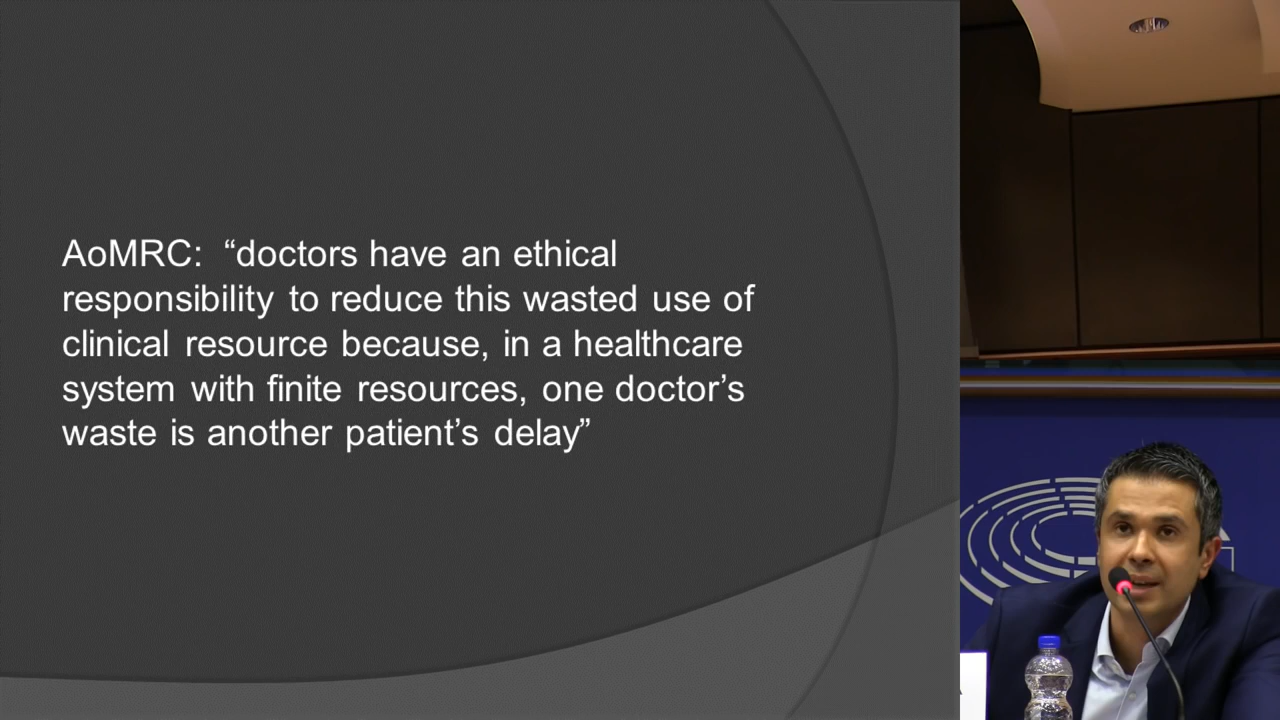 AoMRC: “doctors have an ethical
responsibility to reduce this wasted use of
clinical resource because, in a healthcare
system with finite resources, one doctor’s
waste is another patient’s delay”